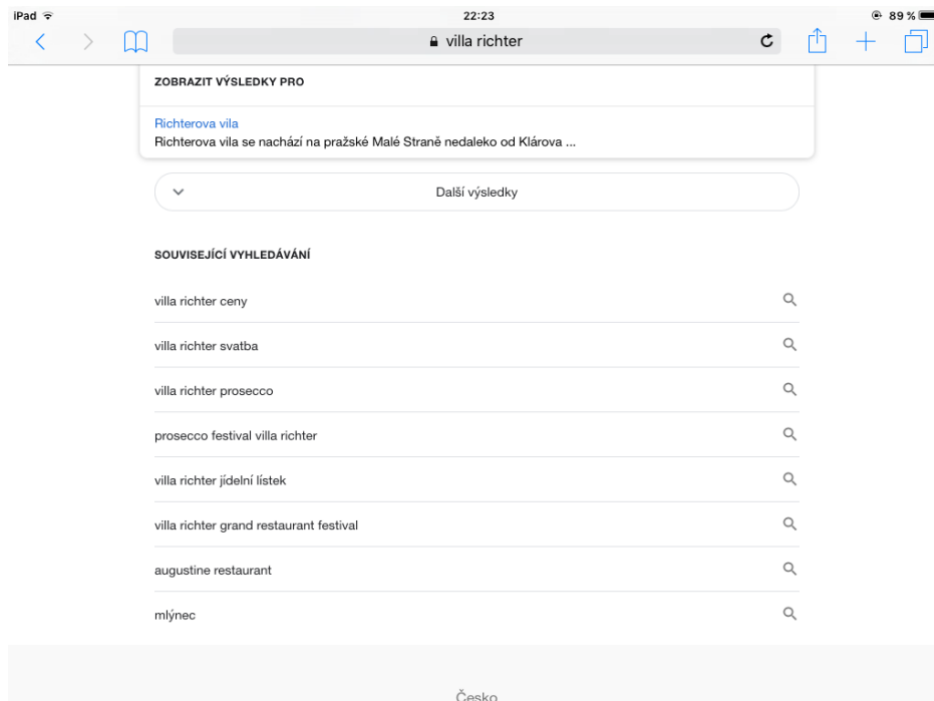 iPad 22:23 89 %
villa richter
ZOBRAZIT VÝSLEDKY PRO
Richterova vila
Richterova vila se nachází na pražské Malé Straně nedaleko od Klárova ...
Další výsledky
SOUVISEJÍCÍ VYHLEDÁVÁNÍ
villa richter ceny
villa richter svatba
villa richter prosecco
prosecco festival villa richter
villa richter jídelní lístek
villa richter grand restaurant festival
augustine restaurant
mlýnec
Česko